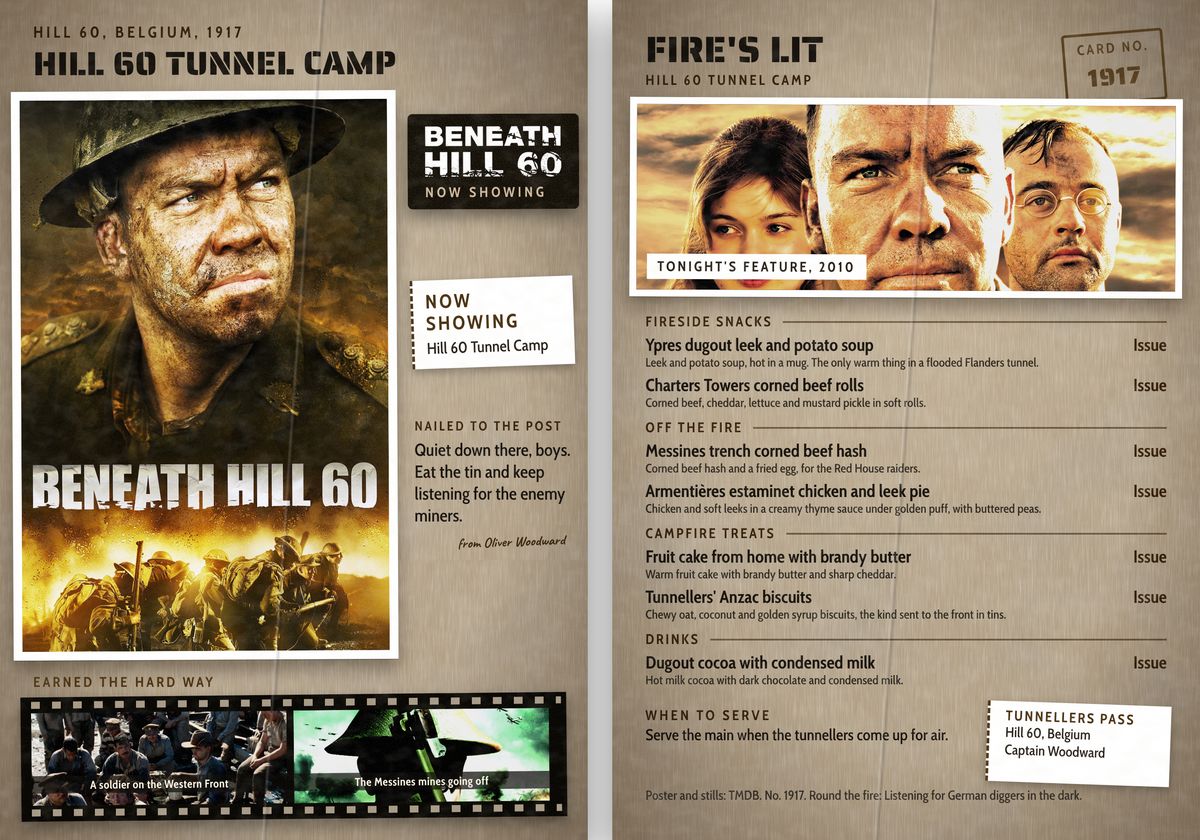 HILL 60, BELGIUM, 1917
HILL 60 TUNNEL CAMP
BENEATH
HILL 60
NOW SHOWING
NOW
SHOWING
Hill 60 Tunnel Camp
NAILED TO THE POST
Quiet down there, boys.
Eat the tin and keep
listening for the enemy
miners.
from Oliver Woodward
BENEATH HILL 60
EARNED THE HARD WAY
A soldier on the Western Front
The Messines mines going off
FIRE'S LIT
HILL 60 TUNNEL CAMP
CARD NO.
1917
TONIGHT'S FEATURE, 2010
FIRESIDE SNACKS
Ypres dugout leek and potato soup Issue
Leek and potato soup, hot in a mug. The only warm thing in a flooded Flanders tunnel.
Charters Towers corned beef rolls Issue
Corned beef, cheddar, lettuce and mustard pickle in soft rolls.
OFF THE FIRE
Messines trench corned beef hash Issue
Corned beef hash and a fried egg, for the Red House raiders.
Armentières estaminet chicken and leek pie Issue
Chicken and soft leeks in a creamy thyme sauce under golden puff, with buttered peas.
CAMPFIRE TREATS
Fruit cake from home with brandy butter Issue
Warm fruit cake with brandy butter and sharp cheddar.
Tunnellers' Anzac biscuits Issue
Chewy oat, coconut and golden syrup biscuits, the kind sent to the front in tins.
DRINKS
Dugout cocoa with condensed milk Issue
Hot milk cocoa with dark chocolate and condensed milk.
WHEN TO SERVE
Serve the main when the tunnellers come up for air.
TUNNELLERS PASS
Hill 60, Belgium
Captain Woodward
Poster and stills: TMDB. No. 1917. Round the fire: Listening for German diggers in the dark.